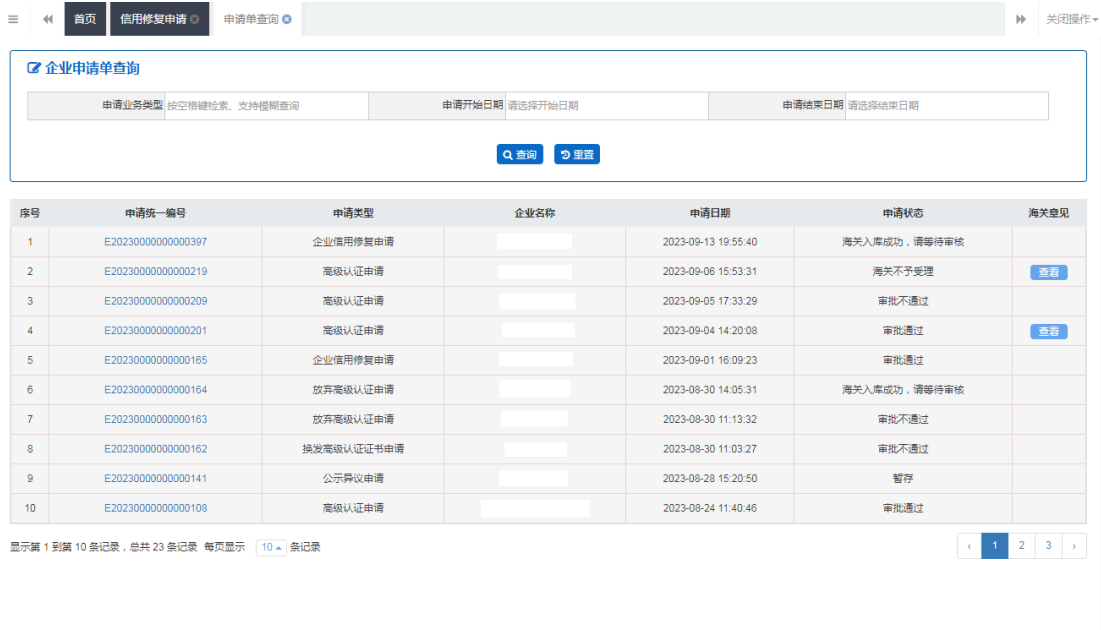 首页 信用修复申请 申请单查询 关闭操作
企业申请单查询
申请业务类型 按空格键检索、支持模糊查询 申请开始日期 请选择开始日期 申请结束日期 请选择结束日期
查询 重置
序号 申请统一编号 申请类型 企业名称 申请日期 申请状态 海关意见
1 E20230000000000397 企业信用修复申请 2023-09-13 19:55:40 海关入库成功，请等待审核
2 E20230000000000219 高级认证申请 2023-09-06 15:53:31 海关不予受理 查看
3 E20230000000000209 高级认证申请 2023-09-05 17:33:29 审批不通过
4 E20230000000000201 高级认证申请 2023-09-04 14:20:08 审批通过 查看
5 E20230000000000165 企业信用修复申请 2023-09-01 16:09:23 审批通过
6 E20230000000000164 放弃高级认证申请 2023-08-30 14:05:31 海关入库成功，请等待审核
7 E20230000000000163 放弃高级认证申请 2023-08-30 11:13:32 审批不通过
8 E20230000000000162 换发高级认证证书申请 2023-08-30 11:03:27 审批不通过
9 E20230000000000141 公示异议申请 2023-08-28 15:20:50 暂存
10 E20230000000000108 高级认证申请 2023-08-24 11:40:46 审批通过
显示第 1 到第 10 条记录，总共 23 条记录 每页显示 10 条记录 ‹ 1 2 3 ›